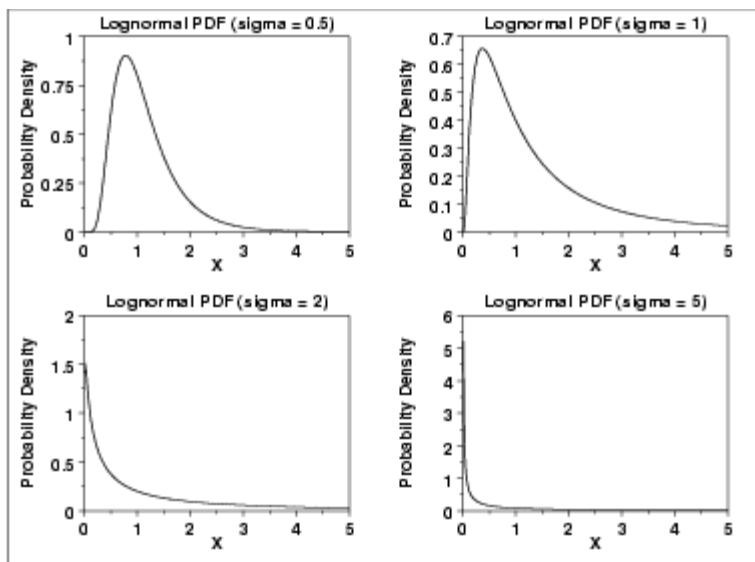 Lognormal PDF (sigma = 0.5)
Probability Density
1
0.75
0.5
0.25
0
0 1 2 3 4 5
X
Lognormal PDF (sigma = 1)
Probability Density
0.7
0.6
0.5
0.4
0.3
0.2
0.1
0
0 1 2 3 4 5
X
Lognormal PDF (sigma = 2)
Probability Density
2
1.5
1
0.5
0
0 1 2 3 4 5
X
Lognormal PDF (sigma = 5)
Probability Density
6
5
4
3
2
1
0
0 1 2 3 4 5
X